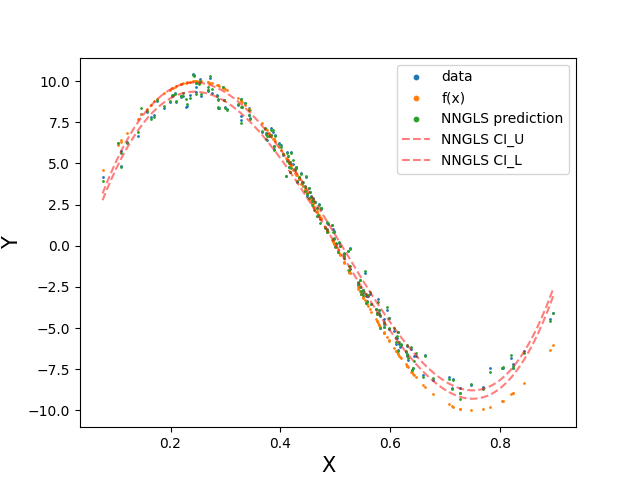 10.0
7.5
5.0
2.5
0.0
−2.5
−5.0
−7.5
−10.0
Y
data
f(x)
NNGLS prediction
NNGLS CI_U
NNGLS CI_L
0.2 0.4 0.6 0.8
X